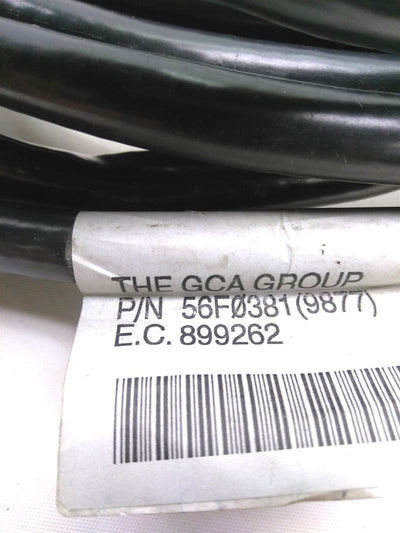 THE GCA GROUP
P/N 56FØ381(9877)
E.C. 899262